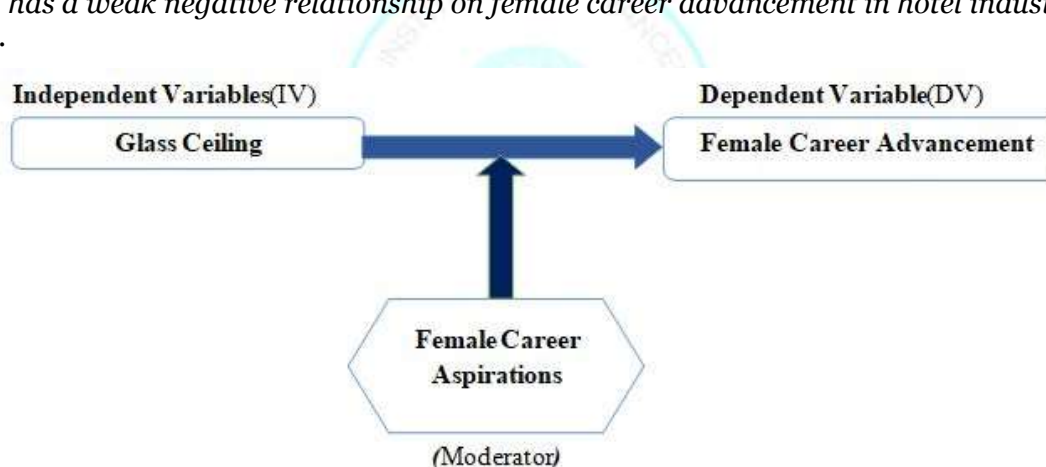 has a weak negative relationship on female career advancement in hotel
.
Independent Variables(IV)
Dependent Variable(DV)
Glass Ceiling
Female Career Advancement
Female Career
Aspirations
(Moderator)